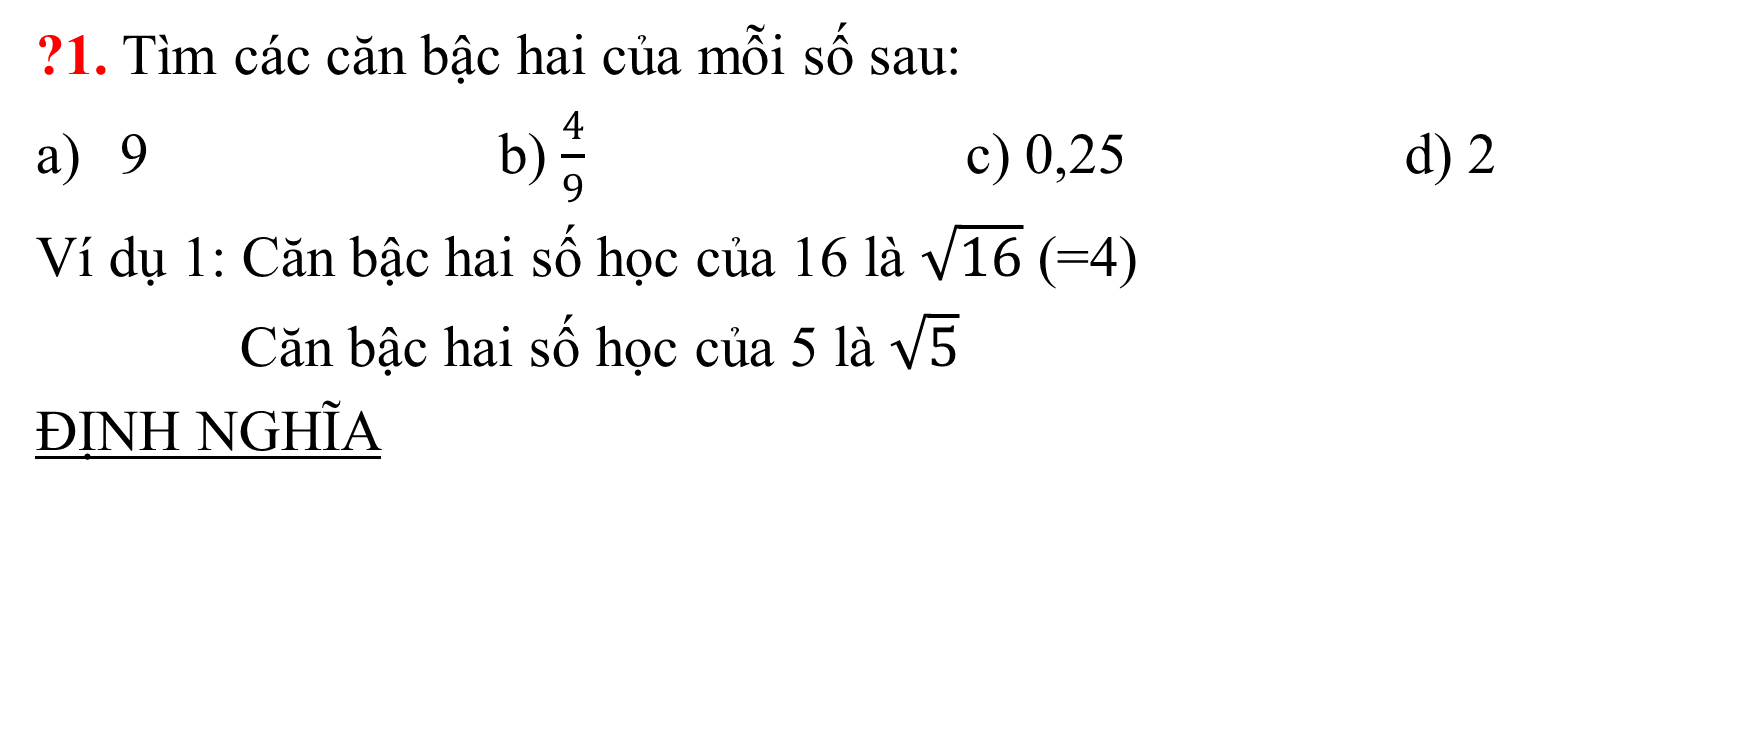 ?1. Tìm các căn bậc hai của mỗi số sau:
a) 9 b) 4/9 c) 0,25 d) 2
Ví dụ 1: Căn bậc hai số học của 16 là √16 (=4)
Căn bậc hai số học của 5 là √5
ĐỊNH NGHĨA